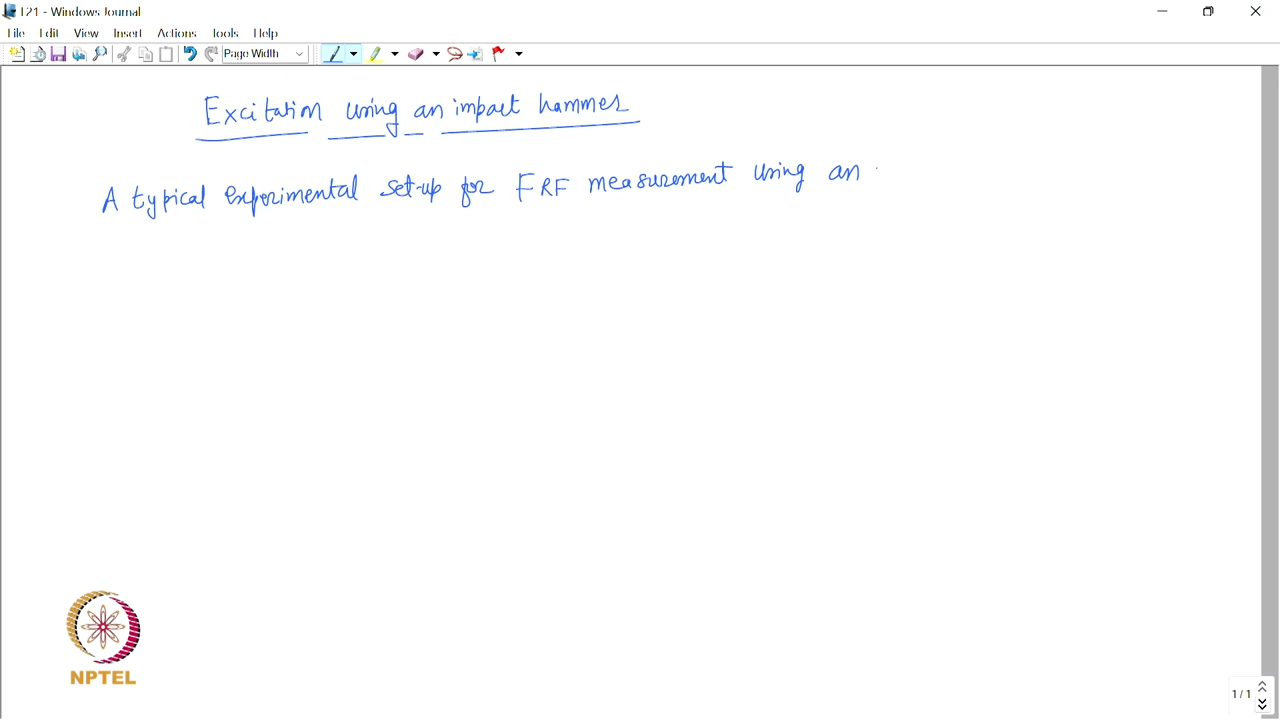 L21 - Windows Journal
File Edit View Insert Actions Tools Help
Page Width
Excitation using an impact hammer
A typical experimental set-up for FRF measurement using an
NPTEL
1/1